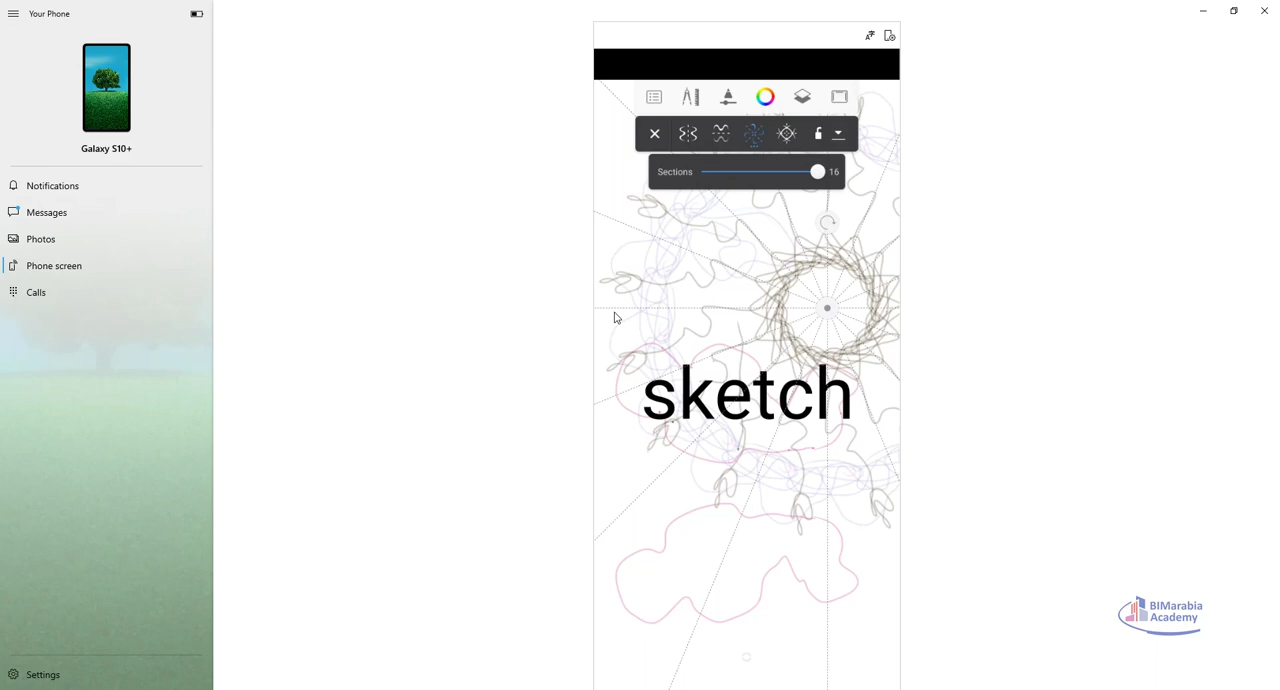 Your Phone
Galaxy S10+
Notifications
Messages
Photos
Phone screen
Calls
Settings
Sections 16
sketch
BIMarabia
Academy